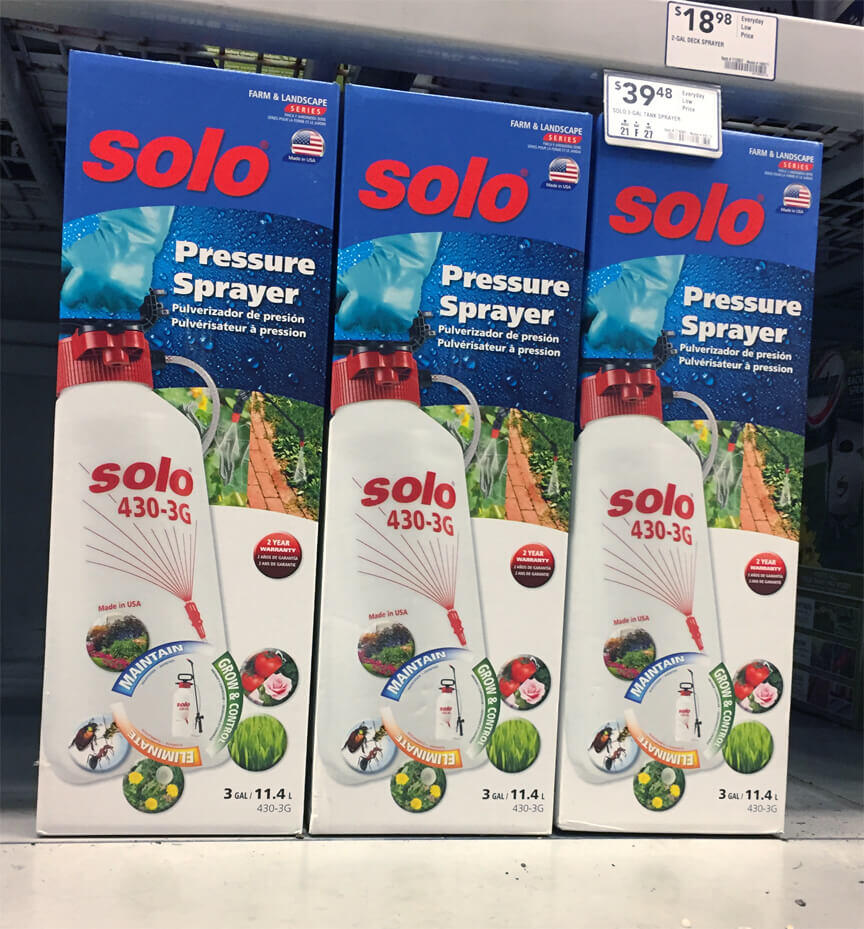 $18.98 Everyday
Low
Price
2-GAL DECK SPRAYER
$39.48 Everyday
Low
Price
SOLO 3-GAL TANK SPRAYER
21 F 27
FARM & LANDSCAPE
SERIES
solo
Made in USA
Pressure
Sprayer
Pulverizador de presión
Pulvérisateur à pression
solo
430-3G
2 YEAR
WARRANTY
2 AÑOS DE GARANTÍA
2 ANS DE GARANTIE
Made in USA
MAINTAIN
GROW & CONTROL
ELIMINATE
3 GAL / 11.4 L
430-3G
FARM & LANDSCAPE
SERIES
solo
Made in USA
Pressure
Sprayer
Pulverizador de presión
Pulvérisateur à pression
solo
430-3G
2 YEAR
WARRANTY
2 AÑOS DE GARANTÍA
2 ANS DE GARANTIE
Made in USA
MAINTAIN
GROW & CONTROL
solo
ELIMINATE
3 GAL / 11.4 L
430-3G
FARM & LANDSCAPE
SERIES
solo
Made in USA
Pressure
Sprayer
Pulverizador de presión
Pulvérisateur à pression
solo
430-3G
2 YEAR
WARRANTY
2 AÑOS DE GARANTÍA
2 ANS DE GARANTIE
Made in USA
MAINTAIN
GROW & CONTROL
solo
ELIMINATE
3 GAL / 11.4 L
430-3G